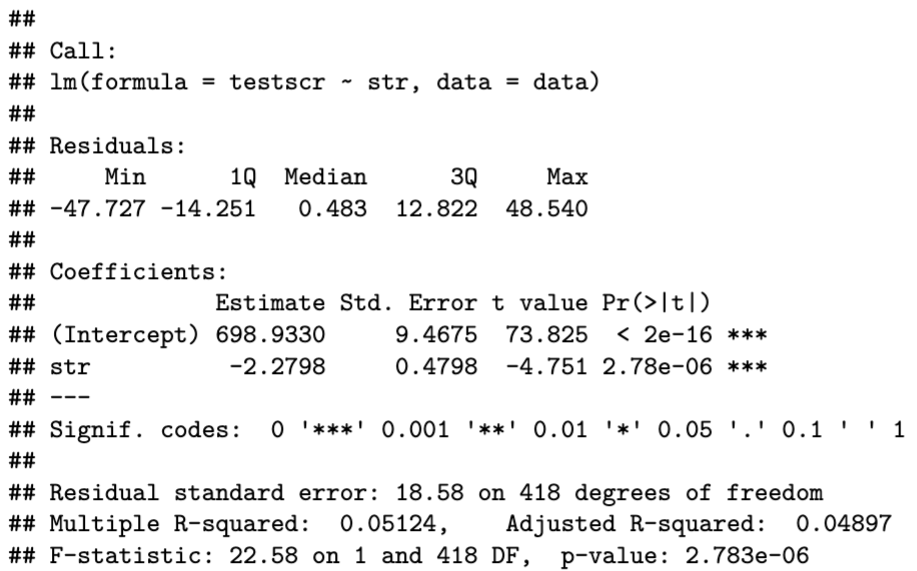 ##
## Call:
## lm(formula = testscr ~ str, data = data)
##
## Residuals:
##     Min      1Q  Median      3Q     Max
## -47.727 -14.251   0.483  12.822  48.540
##
## Coefficients:
##             Estimate Std. Error t value Pr(>|t|)
## (Intercept) 698.9330     9.4675  73.825  < 2e-16 ***
## str          -2.2798     0.4798  -4.751 2.78e-06 ***
## ---
## Signif. codes:  0 '***' 0.001 '**' 0.01 '*' 0.05 '.' 0.1 ' ' 1
##
## Residual standard error: 18.58 on 418 degrees of freedom
## Multiple R-squared:  0.05124,	Adjusted R-squared:  0.04897
## F-statistic: 22.58 on 1 and 418 DF,  p-value: 2.783e-06